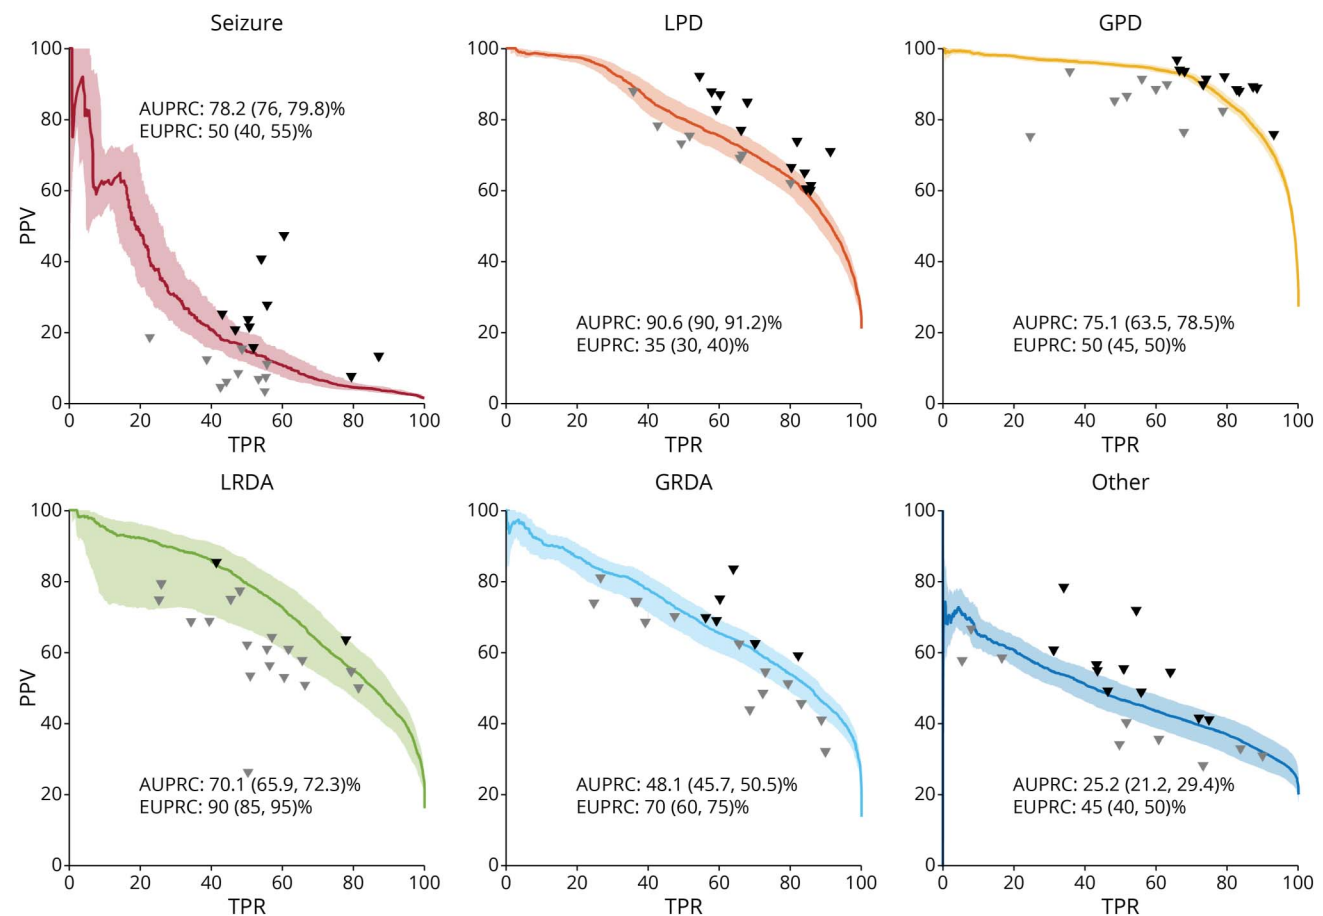 Seizure
100
80
60
40
20
0
PPV
AUPRC: 78.2 (76, 79.8)%
EUPRC: 50 (40, 55)%
0 20 40 60 80 100
TPR
LPD
100
80
60
40
20
0
AUPRC: 90.6 (90, 91.2)%
EUPRC: 35 (30, 40)%
0 20 40 60 80 100
TPR
GPD
100
80
60
40
20
0
AUPRC: 75.1 (63.5, 78.5)%
EUPRC: 50 (45, 50)%
0 20 40 60 80 100
TPR
LRDA
100
80
60
40
20
0
PPV
AUPRC: 70.1 (65.9, 72.3)%
EUPRC: 90 (85, 95)%
0 20 40 60 80 100
TPR
GRDA
100
80
60
40
20
0
AUPRC: 48.1 (45.7, 50.5)%
EUPRC: 70 (60, 75)%
0 20 40 60 80 100
TPR
Other
100
80
60
40
20
0
AUPRC: 25.2 (21.2, 29.4)%
EUPRC: 45 (40, 50)%
0 20 40 60 80 100
TPR